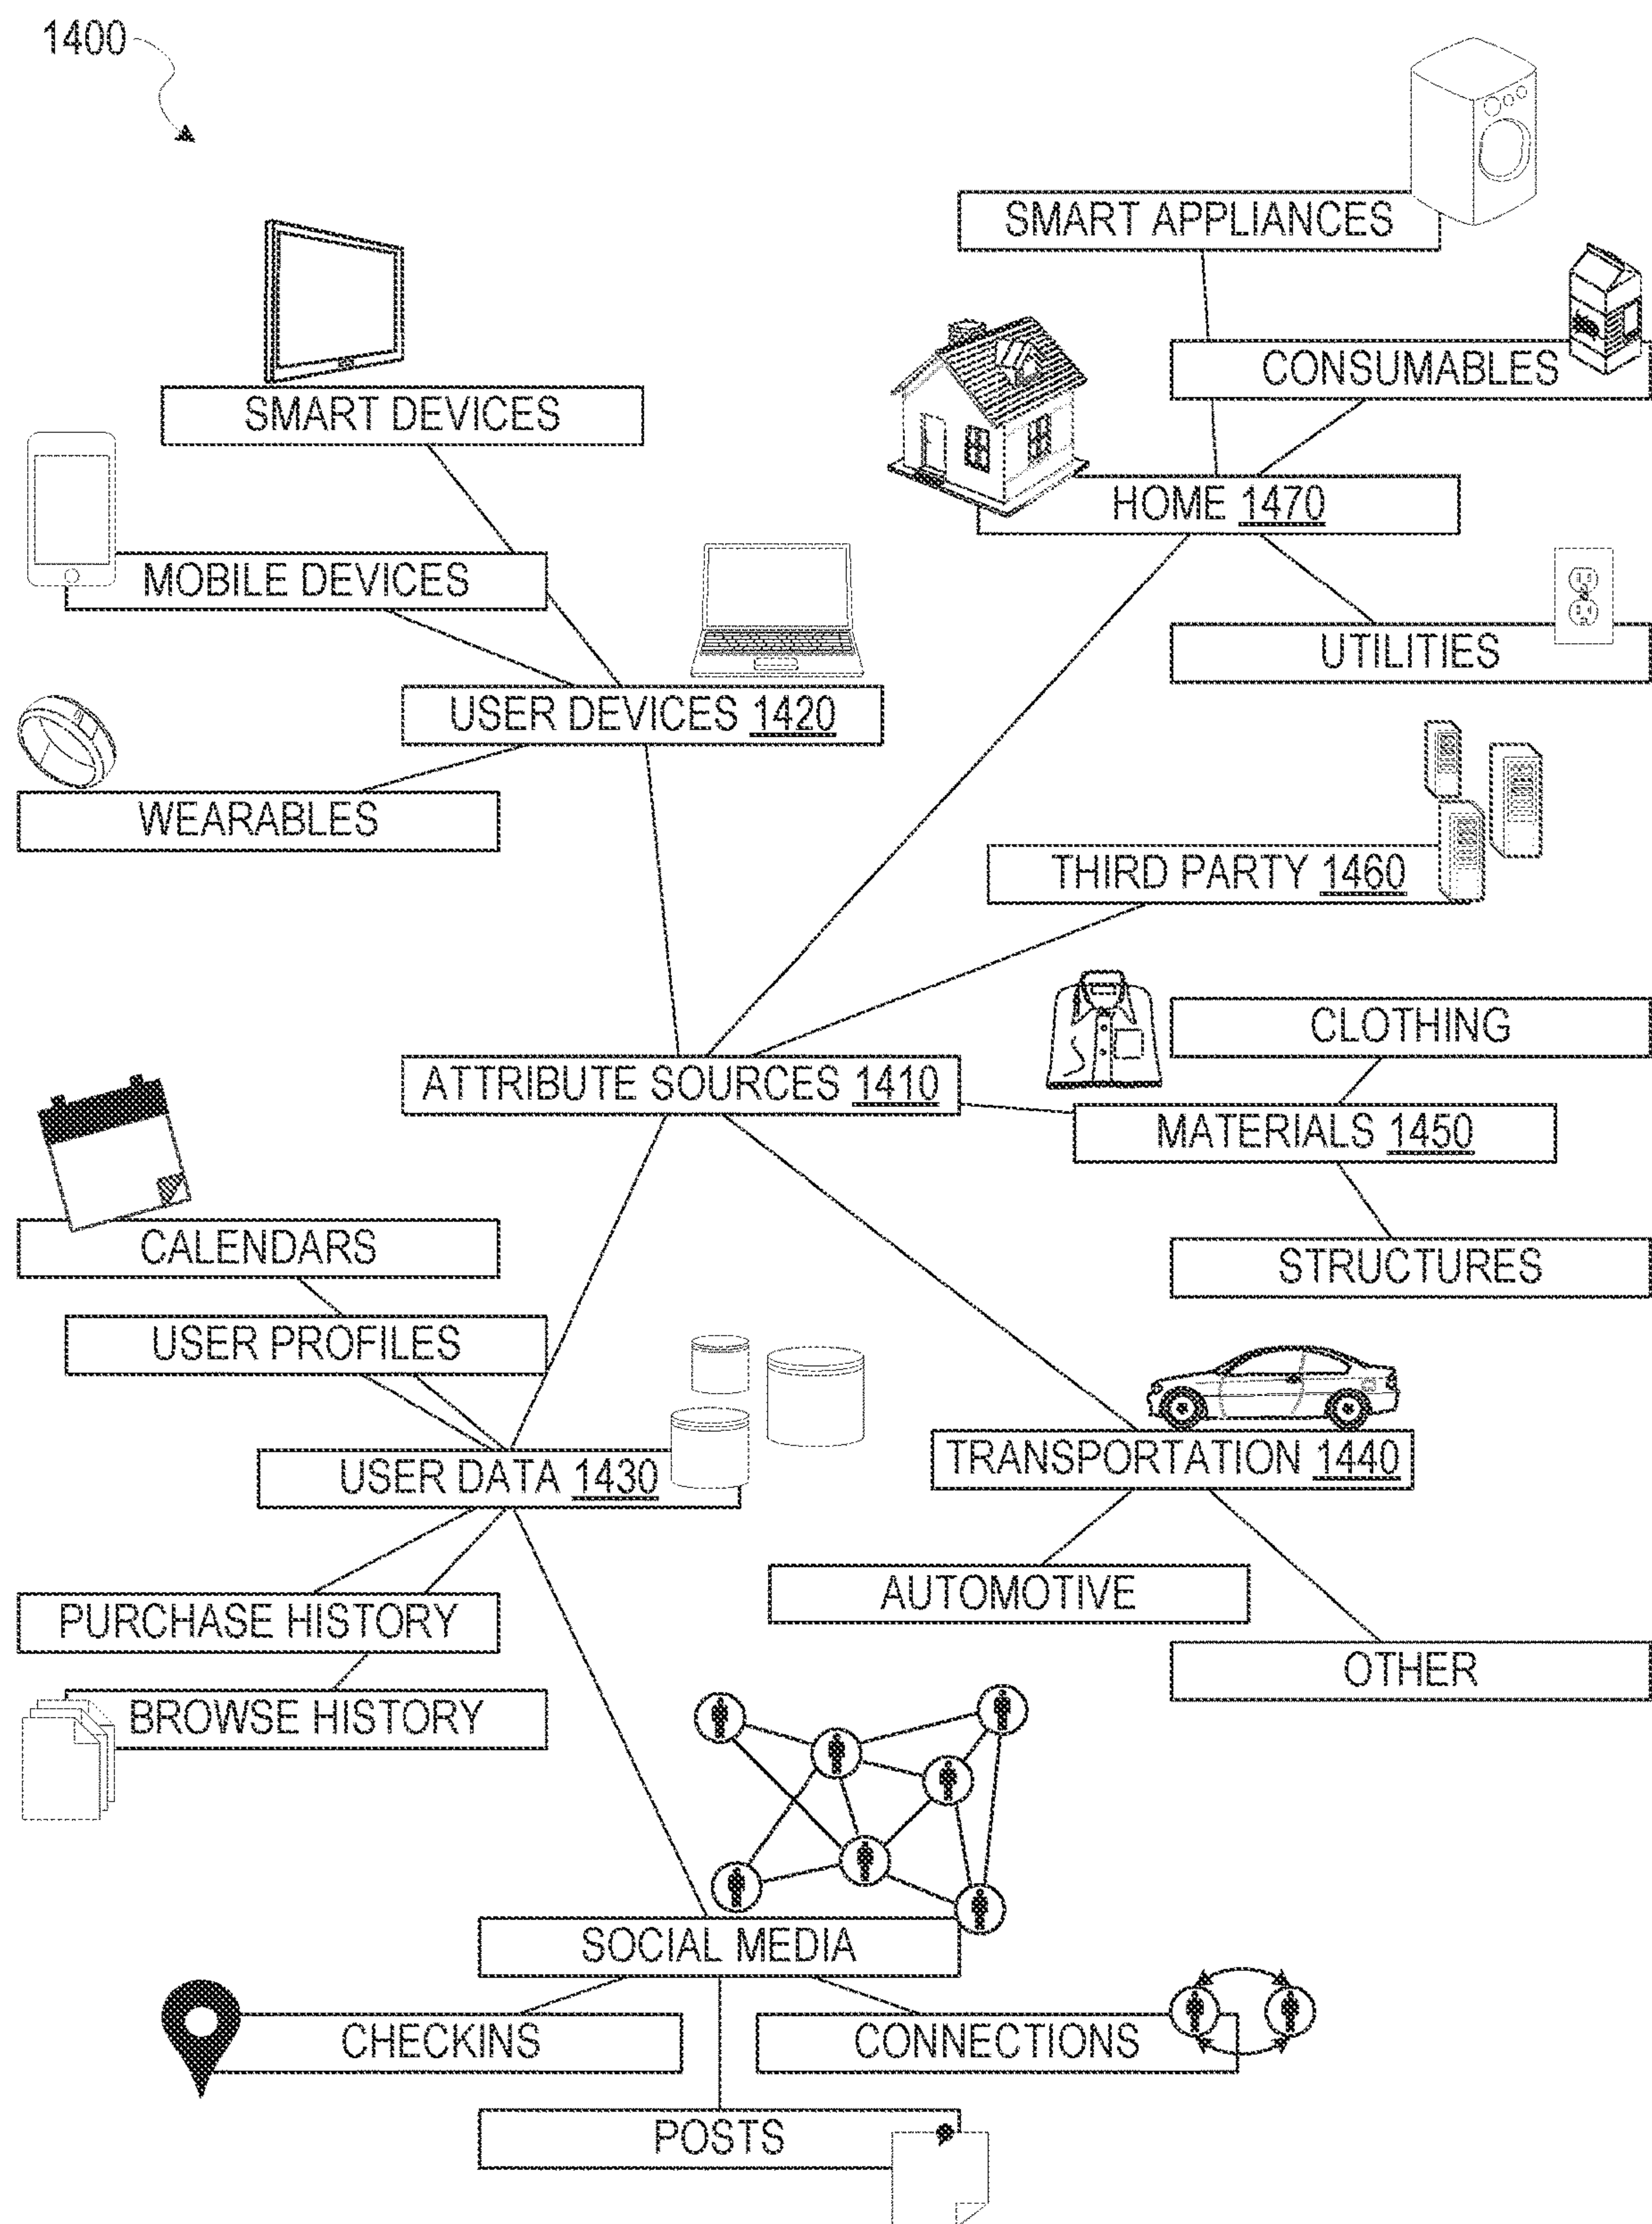 1400
SMART APPLIANCES
CONSUMABLES
SMART DEVICES
HOME 1470
MOBILE DEVICES
UTILITIES
USER DEVICES 1420
WEARABLES
THIRD PARTY 1460
CLOTHING
ATTRIBUTE SOURCES 1410
MATERIALS 1450
CALENDARS
STRUCTURES
USER PROFILES
TRANSPORTATION 1440
USER DATA 1430
AUTOMOTIVE
PURCHASE HISTORY
OTHER
BROWSE HISTORY
SOCIAL MEDIA
CHECKINS
CONNECTIONS
POSTS